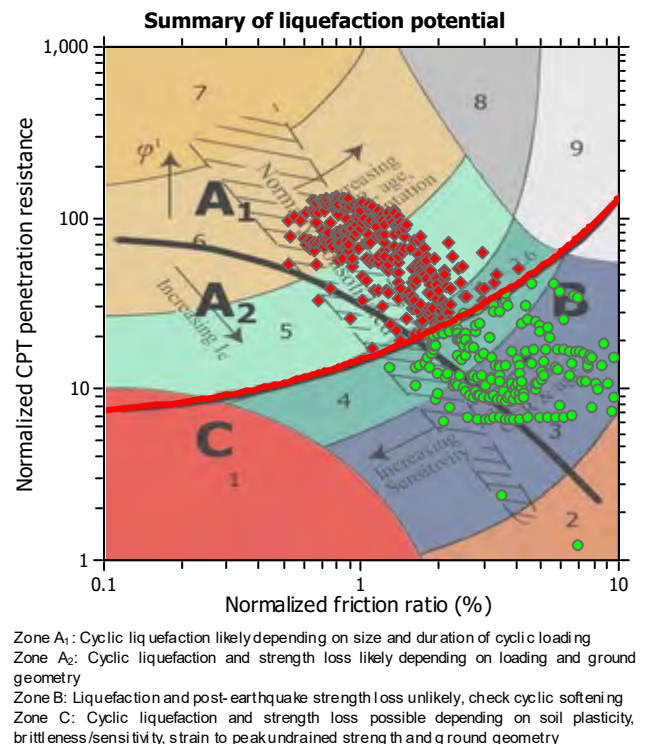 Summary of liquefaction potential
1,000
100
10
1
Normalized CPT penetration resistance
7
8
9
φ'
A₁
6
A₂
5
B
4
C
1
3
2
Increasing Ic
Increasing
Sensitivity
0.1
1
10
Normalized friction ratio (%)
Zone A₁: Cyclic liquefaction likely depending on size and duration of cyclic loading
Zone A₂: Cyclic liquefaction and strength loss likely depending on loading and ground
geometry
Zone B: Liquefaction and post-earthquake strength loss unlikely, check cyclic softening
Zone C: Cyclic liquefaction and strength loss possible depending on soil plasticity,
brittleness/sensitivity, strain to peak undrained strength and ground geometry